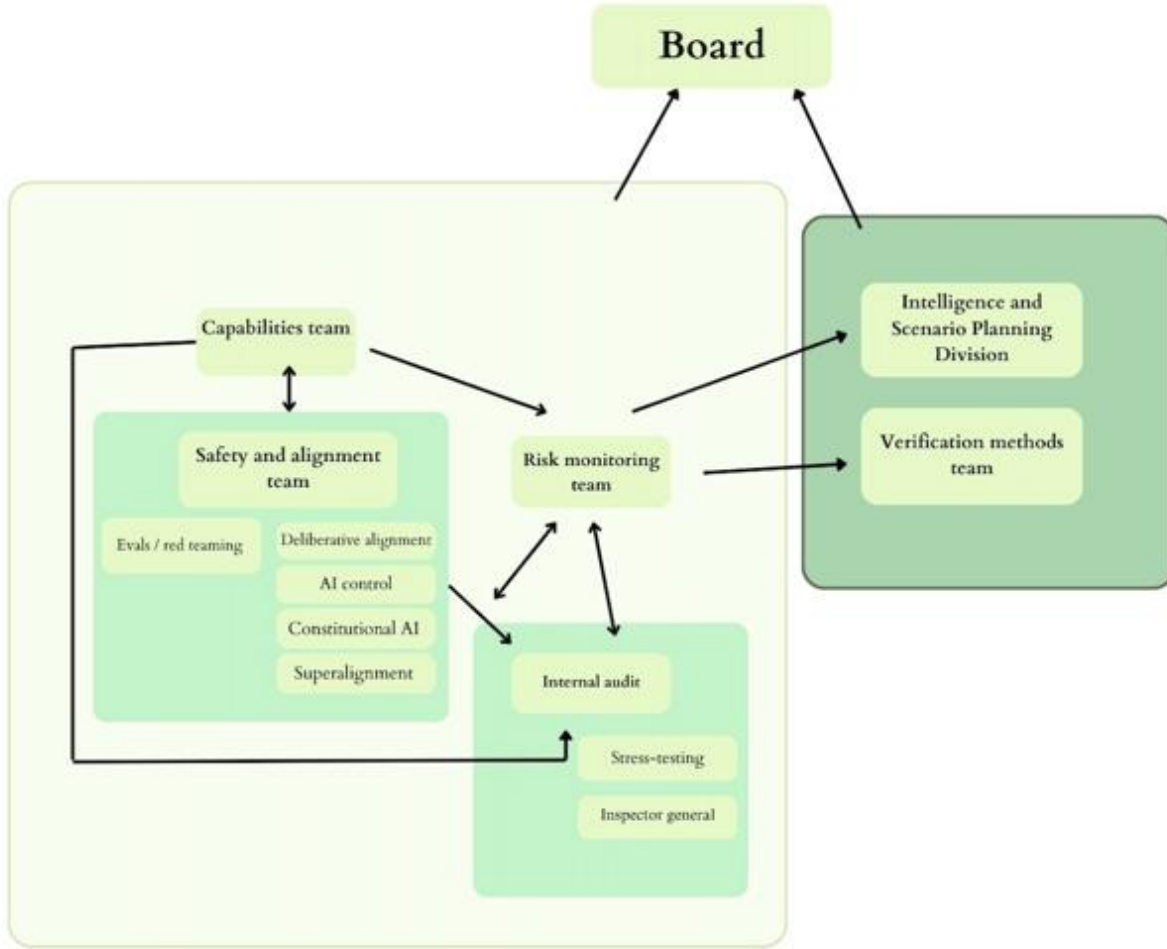 Board
Capabilities team
Safety and alignment
team
Evals / red teaming
Deliberative alignment
AI control
Constitutional AI
Superalignment
Risk monitoring
team
Internal audit
Stress-testing
Inspector general
Intelligence and
Scenario Planning
Division
Verification methods
team